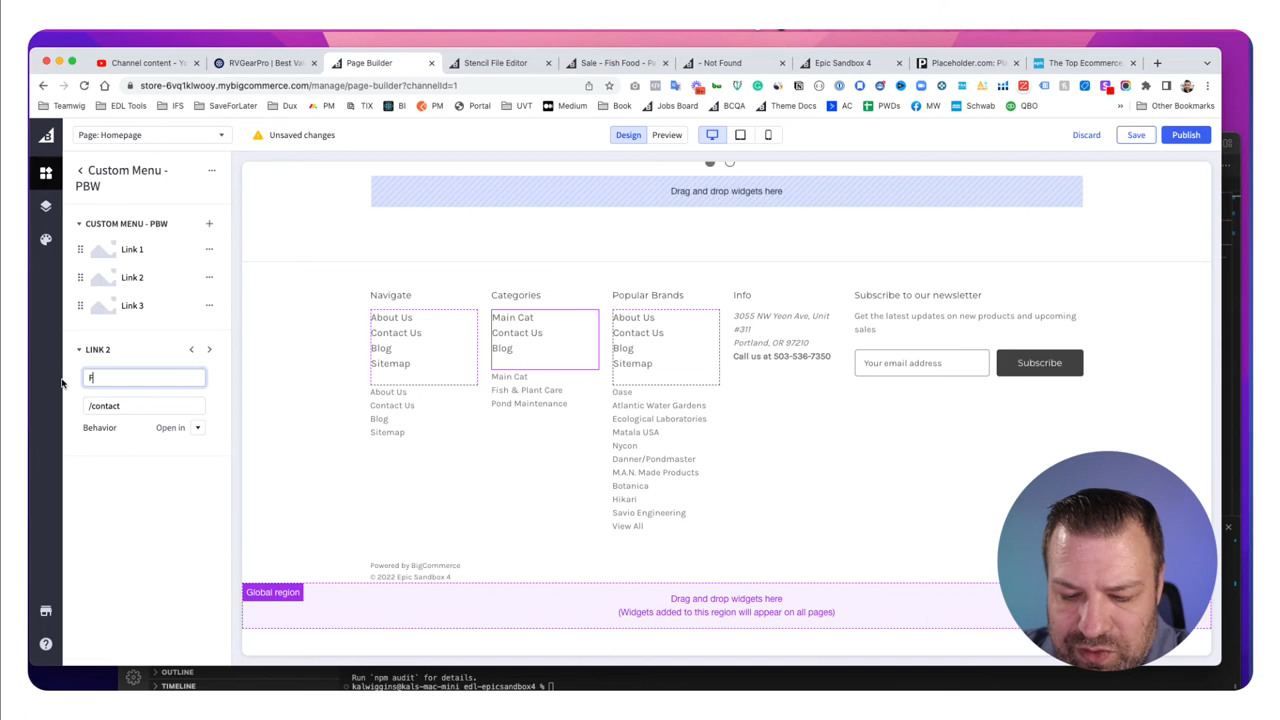 Channel content - Yo
RVGearPro | Best Val
Page Builder
Stencil File Editor
Sale - Fish Food - Pa
- Not Found
Epic Sandbox 4
Placeholder.com: Pl
The Top Ecommerce
store-6vq1klwooy.mybigcommerce.com/manage/page-builder?channelId=1
Teamwig
EDL Tools
IFS
SaveForLater
Dux
PM
TIX
BI
PM
Portal
UVT
Medium
Book
Jobs Board
BCQA
Theme Docs
AC
PWDs
MW
Schwab
QBO
»
Other Bookmarks
Page: Homepage
Unsaved changes
Design
Preview
Discard
Save
Publish
Custom Menu -
PBW
CUSTOM MENU - PBW
Link 1
Link 2
Link 3
LINK 2
F
/contact
Behavior
Open in
Drag and drop widgets here
Navigate
About Us
Contact Us
Blog
Sitemap
About Us
Contact Us
Blog
Sitemap
Categories
Main Cat
Contact Us
Blog
Main Cat
Fish & Plant Care
Pond Maintenance
Popular Brands
About Us
Contact Us
Blog
Sitemap
Oase
Atlantic Water Gardens
Ecological Laboratories
Matala USA
Nycon
Danner/Pondmaster
M.A.N. Made Products
Botanica
Hikari
Savio Engineering
View All
Info
3055 NW Yeon Ave, Unit
#311
Portland, OR 97210
Call us at 503-536-7350
Subscribe to our newsletter
Get the latest updates on new products and upcoming
sales
Your email address
Subscribe
Powered by BigCommerce
© 2022 Epic Sandbox 4
Global region
Drag and drop widgets here
(Widgets added to this region will appear on all pages)
OUTLINE
TIMELINE
Run `npm audit` for details.
kalwiggins@kals-mac-mini edl-epicsandbox4 %